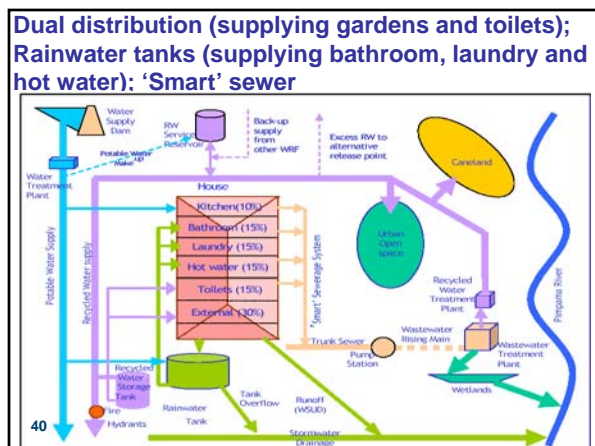 Dual distribution (supplying gardens and toilets);
Rainwater tanks (supplying bathroom, laundry and
hot water): ‘Smart’ sewer
Water
Supply
Dam
RW
Service
Reservoir
Back-up
supply
from
other WRF
Excess RW to
alternative
release point
Caneland
Potable Water
Make up
Water
Treatment
Plant
House
Kitchen(10%)
Bathroom (15%)
Laundry (15%)
Hot water (15%)
Toilets (15%)
External (30%)
Potable Water Supply
Recycled Water supply
"Smart" Sewerage System
Urban
Open
space
Recycled
Water
Treatment
Plant
Pimpama River
Trunk Sewer
Pump
Station
Wastewater
Rising Main
Wastewater
Treatment
Plant
Wetlands
Recycled
Water
Storage
Tank
Fire
Hydrants
Rainwater
Tank
Tank
Overflow
Runoff
(WSUD)
Stormwater
Drainage
40